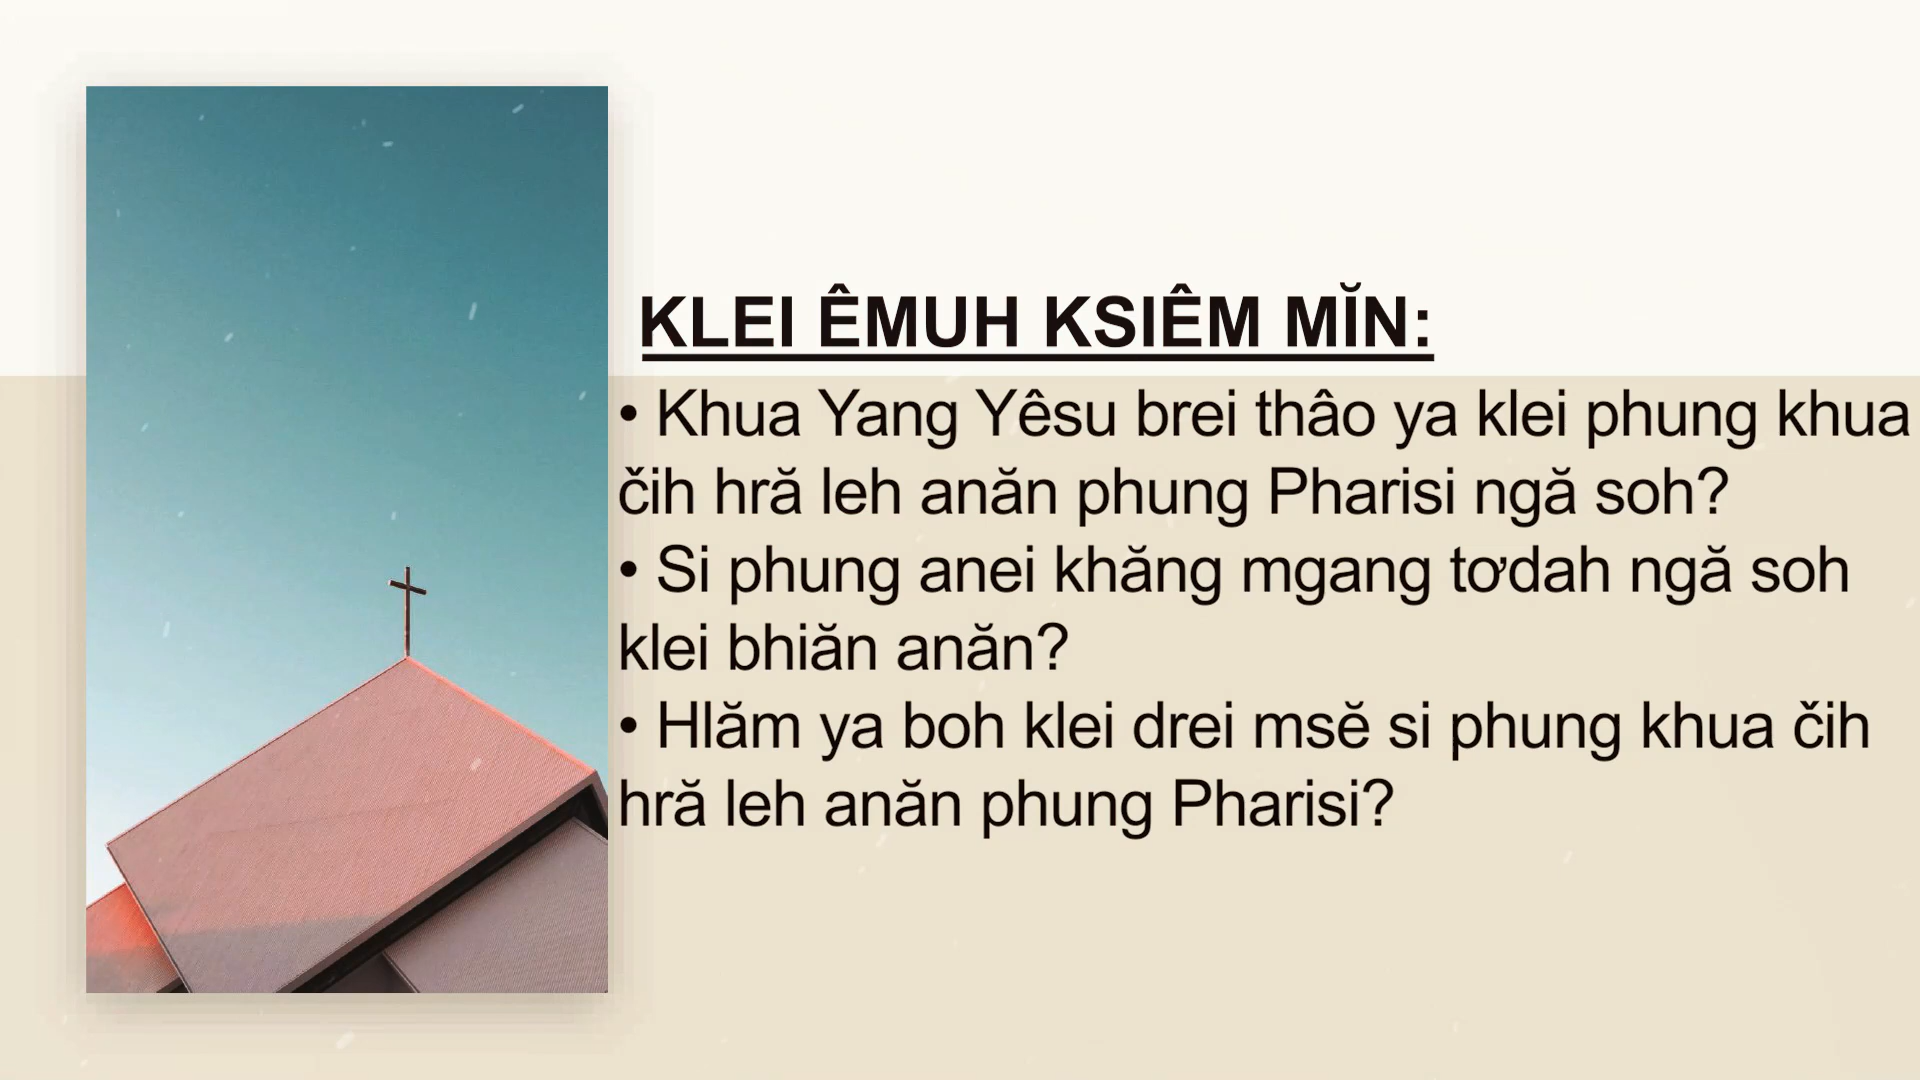 KLEI ÊMUH KSIÊM MĬN:
• Khua Yang Yêsu brei thâo ya klei phung khua
čih hră leh anăn phung Pharisi ngă soh?
• Si phung anei khăng mgang tơdah ngă soh
klei bhiăn anăn?
• Hlăm ya boh klei drei msĕ si phung khua čih
hră leh anăn phung Pharisi?